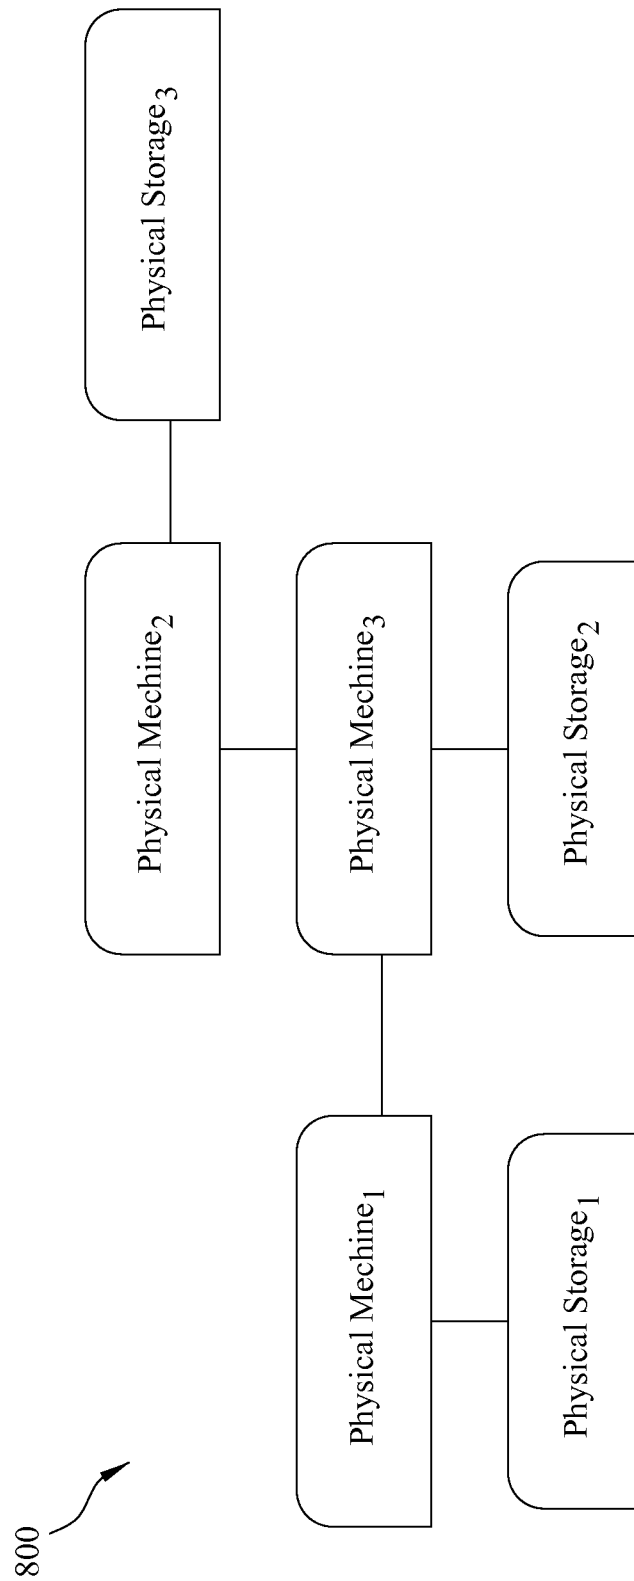 800
Physical Mechine2
Physical Storage3
Physical Mechine1
Physical Mechine3
Physical Storage1
Physical Storage2